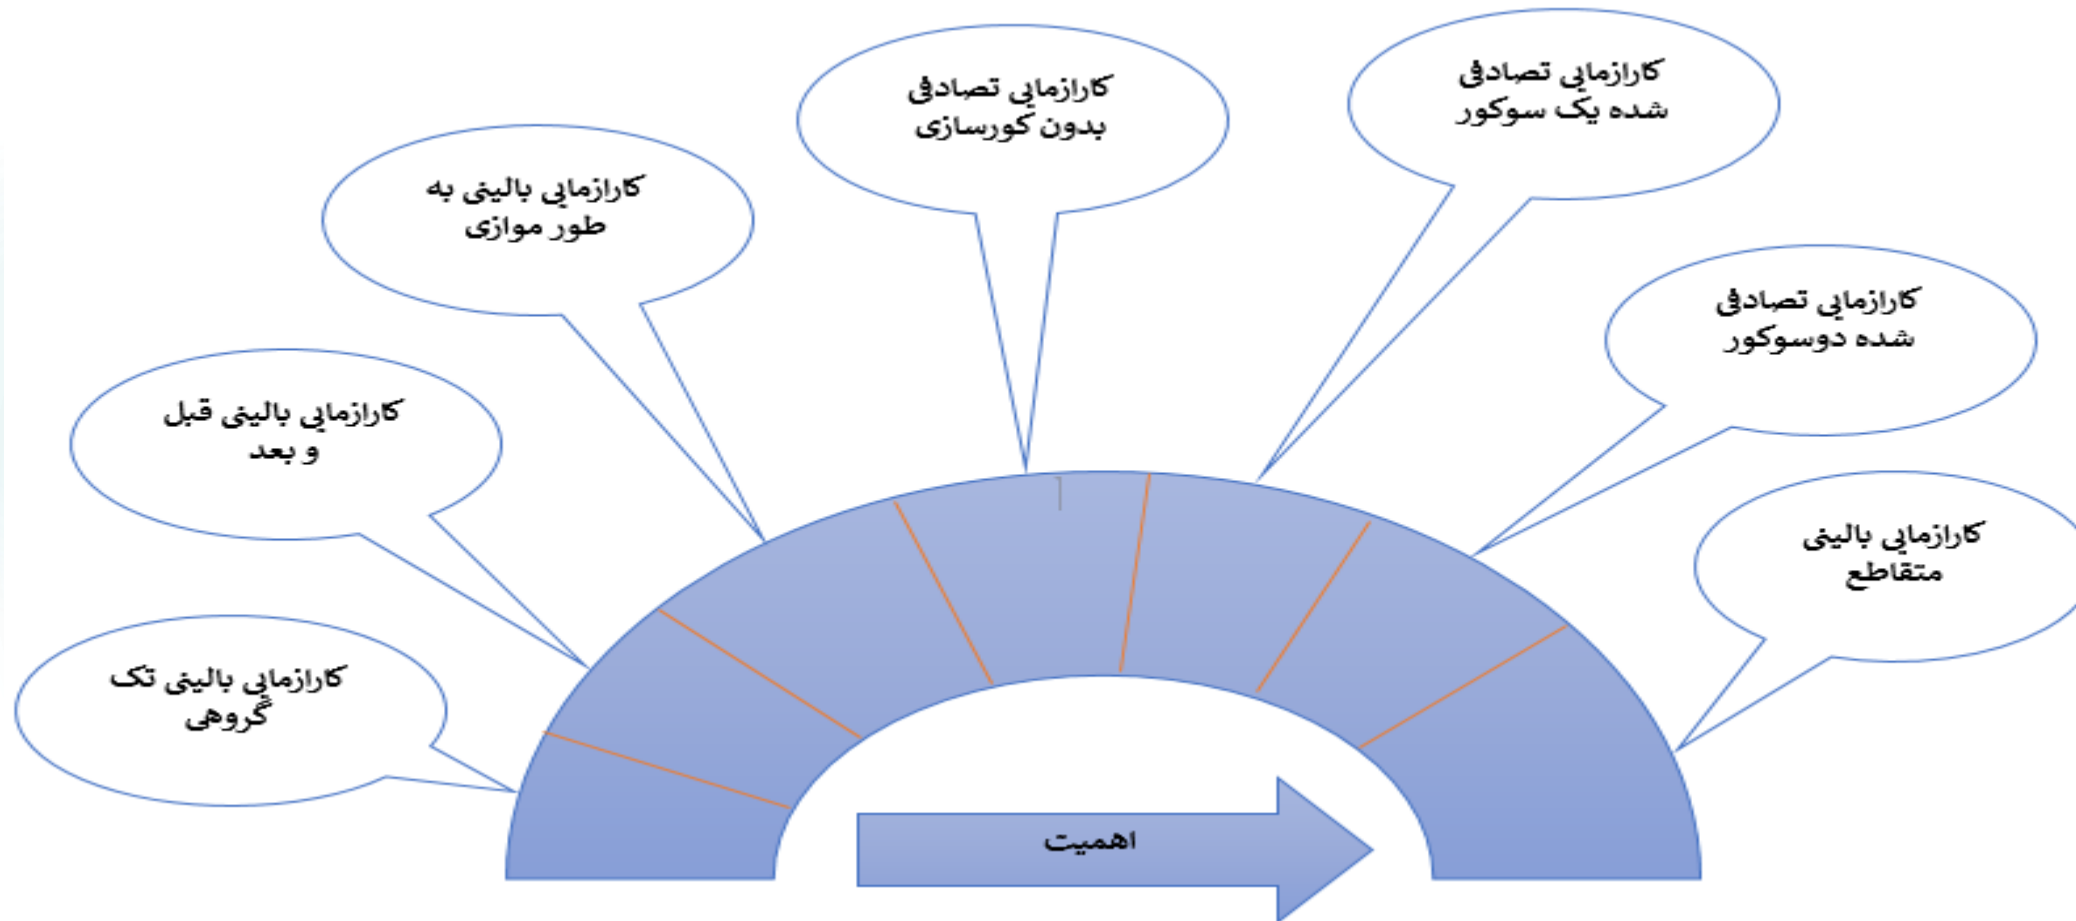 کارازمایی تصادفی
شده یک سوکور
کارازمایی تصادفی
بدون کورسازی
کارازمایی بالینی به
طور موازی
کارازمایی تصادفی
شده دوسوکور
کارازمایی بالینی قبل
و بعد
کارازمایی بالینی
متقاطع
کارازمایی بالینی تک
گروهی
اهمیت